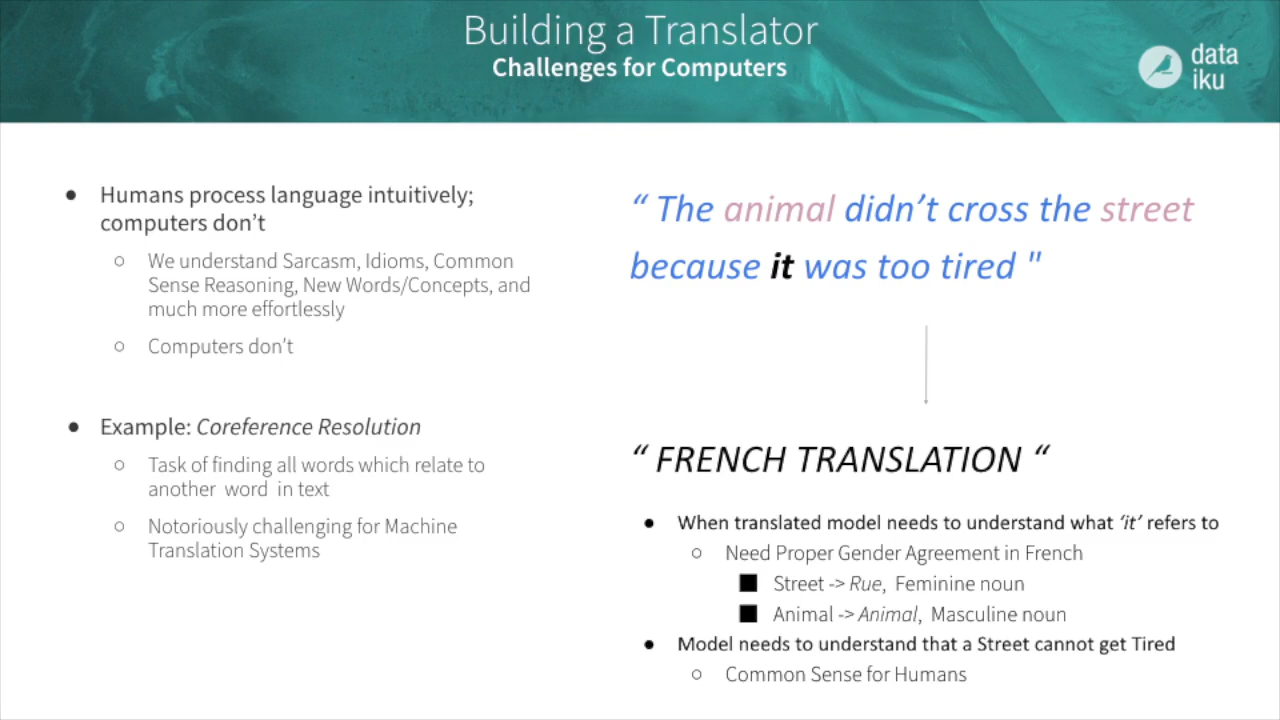 Building a Translator
Challenges for Computers
data
iku
● Humans process language intuitively;
computers don’t
○ We understand Sarcasm, Idioms, Common
Sense Reasoning, New Words/Concepts, and
much more effortlessly
○ Computers don’t
● Example: Coreference Resolution
○ Task of finding all words which relate to
another word in text
○ Notoriously challenging for Machine
Translation Systems
“ The animal didn’t cross the street
because it was too tired "
“ FRENCH TRANSLATION “
● When translated model needs to understand what ‘it’ refers to
○ Need Proper Gender Agreement in French
■ Street -> Rue, Feminine noun
■ Animal -> Animal, Masculine noun
● Model needs to understand that a Street cannot get Tired
○ Common Sense for Humans